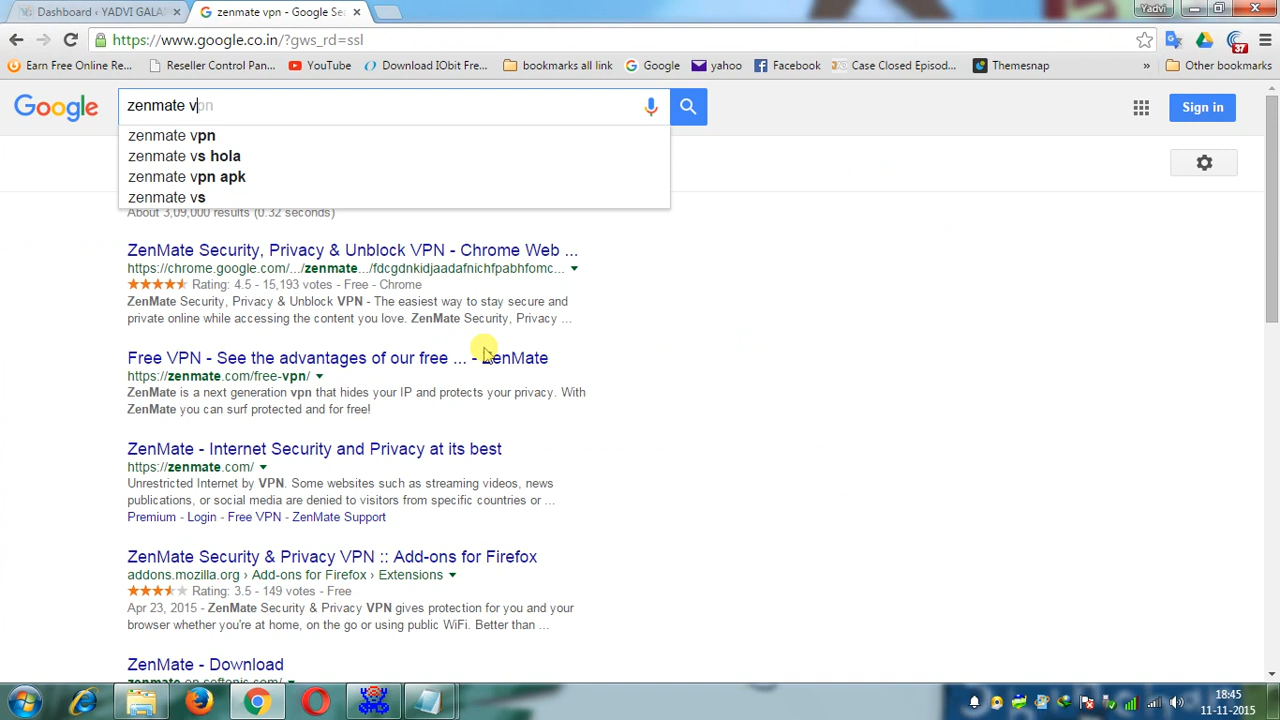 Dashboard ‹ YADVI GALA
zenmate vpn - Google Sea
Yadvi
https://www.google.co.in/?gws_rd=ssl
37
Earn Free Online Re...
Reseller Control Pan...
YouTube
Download IObit Fre...
bookmarks all link
Google
yahoo
Facebook
Case Closed Episod...
Themesnap
»
Other bookmarks
Google
zenmate vpn
Sign in
zenmate vpn
zenmate vs hola
zenmate vpn apk
zenmate vs
About 3,09,000 results (0.32 seconds)
ZenMate Security, Privacy & Unblock VPN - Chrome Web ...
https://chrome.google.com/.../zenmate.../fdcgdnkidjaadafnichfpabhfomc...
Rating: 4.5 - 15,193 votes - Free - Chrome
ZenMate Security, Privacy & Unblock VPN - The easiest way to stay secure and
private online while accessing the content you love. ZenMate Security, Privacy ...
Free VPN - See the advantages of our free ... - ZenMate
https://zenmate.com/free-vpn/
ZenMate is a next generation vpn that hides your IP and protects your privacy. With
ZenMate you can surf protected and for free!
ZenMate - Internet Security and Privacy at its best
https://zenmate.com/
Unrestricted Internet by VPN. Some websites such as streaming videos, news
publications, or social media are denied to visitors from specific countries or ...
Premium - Login - Free VPN - ZenMate Support
ZenMate Security & Privacy VPN :: Add-ons for Firefox
addons.mozilla.org › Add-ons for Firefox › Extensions
Rating: 3.5 - 149 votes - Free
Apr 23, 2015 - ZenMate Security & Privacy VPN gives protection for you and your
browser whether you're at home, on the go or using public WiFi. Better than ...
ZenMate - Download
zenmate.en.softonic.com/
18:45
11-11-2015